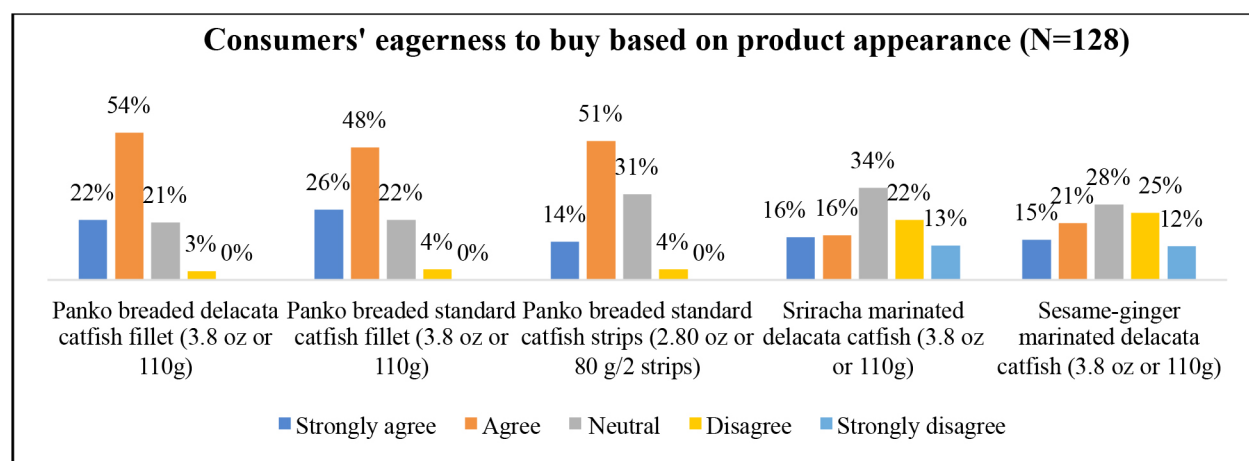 Consumers' eagerness to buy based on product appearance (N=128)
22%
54%
21%
3%
0%
26%
48%
22%
4%
0%
14%
51%
31%
4%
0%
16%
16%
34%
22%
13%
15%
21%
28%
25%
12%
Panko breaded delacata
catfish fillet (3.8 oz or
110g)
Panko breaded standard
catfish fillet (3.8 oz or
110g)
Panko breaded standard
catfish strips (2.80 oz or
80 g/2 strips)
Sriracha marinated
delacata catfish (3.8 oz
or 110g)
Sesame-ginger
marinated delacata
catfish (3.8 oz or 110g)
Strongly agree
Agree
Neutral
Disagree
Strongly disagree